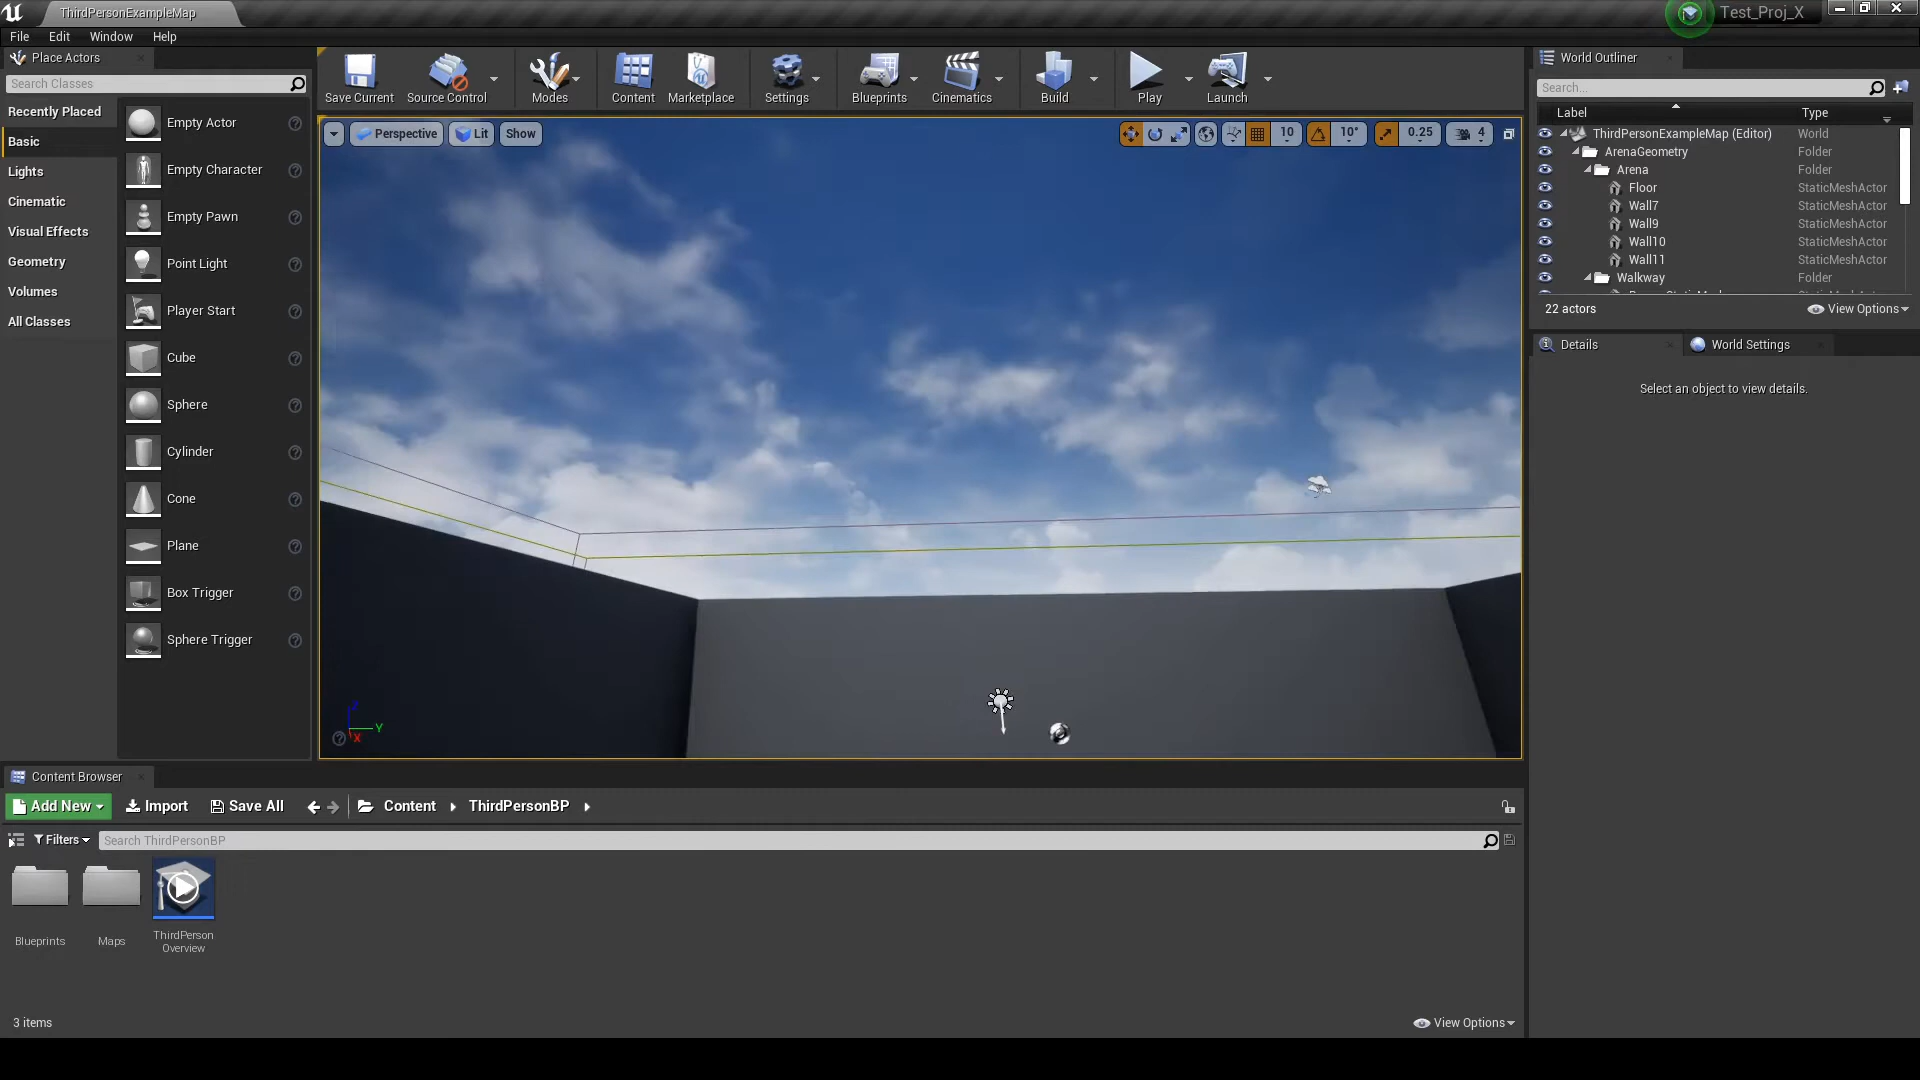 ThirdPersonExampleMap
Test_Proj_X
File Edit Window Help
Place Actors
Search Classes
Recently Placed
Basic
Lights
Cinematic
Visual Effects
Geometry
Volumes
All Classes
Empty Actor
Empty Character
Empty Pawn
Point Light
Player Start
Cube
Sphere
Cylinder
Cone
Plane
Box Trigger
Sphere Trigger
Save Current Source Control Modes Content Marketplace Settings Blueprints Cinematics Build Play Launch
Perspective Lit Show 10 10° 0.25 4
Z
Y
X
World Outliner
Search...
Label Type
ThirdPersonExampleMap (Editor) World
ArenaGeometry Folder
Arena Folder
Floor StaticMeshActor
Wall7 StaticMeshActor
Wall9 StaticMeshActor
Wall10 StaticMeshActor
Wall11 StaticMeshActor
Walkway Folder
22 actors View Options
Details World Settings
Select an object to view details.
Content Browser
Add New Import Save All Content ThirdPersonBP
Filters Search ThirdPersonBP
Blueprints
Maps
ThirdPerson
Overview
3 items View Options